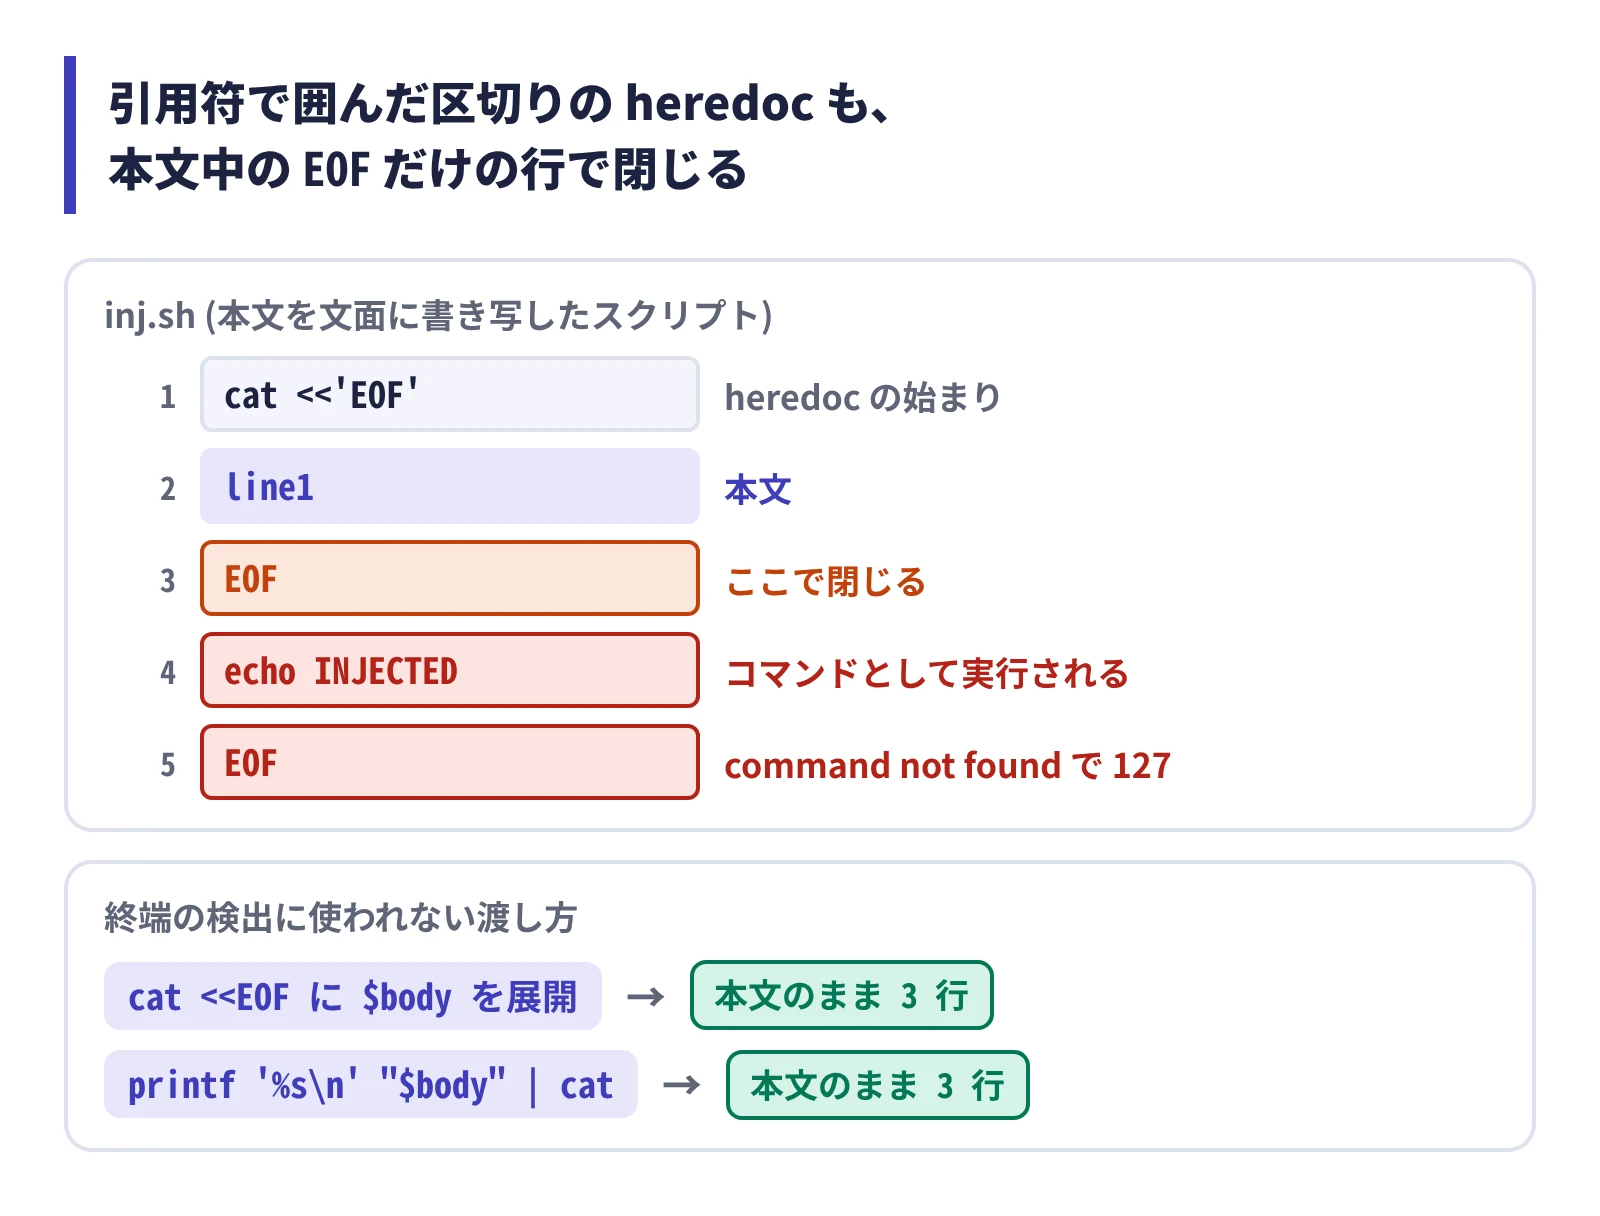 引用符で囲んだ区切りの heredoc も、
本文中の EOF だけの行で閉じる
inj.sh (本文を文面に書き写したスクリプト)
1 cat <<'EOF' heredoc の始まり
2 line1 本文
3 EOF ここで閉じる
4 echo INJECTED コマンドとして実行される
5 EOF command not found で 127
終端の検出に使われない渡し方
cat <<EOF に $body を展開 → 本文のまま 3 行
printf '%s\n' "$body" | cat → 本文のまま 3 行